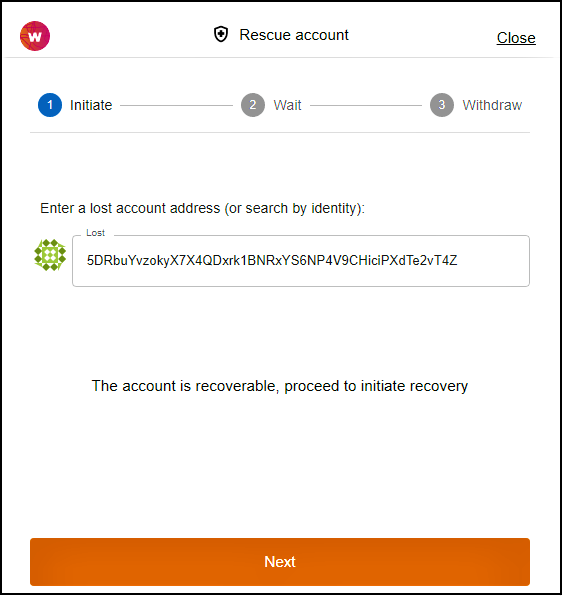 w
Rescue account
Close
1 Initiate
2 Wait
3 Withdraw
Enter a lost account address (or search by identity):
Lost
5DRbuYvzokyX7X4QDxrk1BNRxYS6NP4V9CHiciPXdTe2vT4Z
The account is recoverable, proceed to initiate recovery
Next